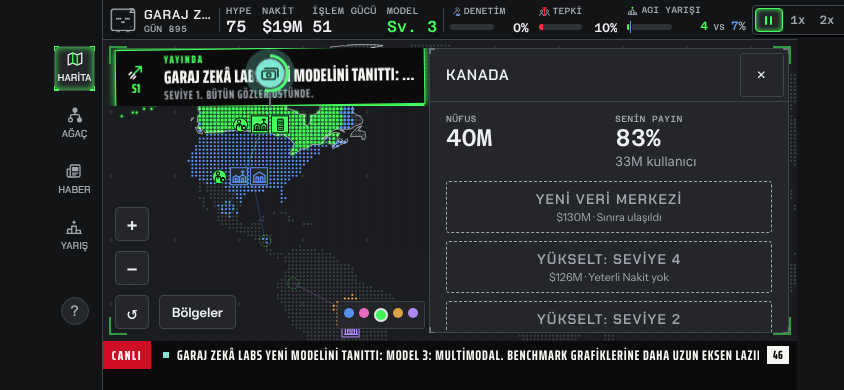 GARAJ Z...
GÜN 895
HYPE
75
NAKİT
$19M
İŞLEM GÜCÜ
51
MODEL
Sv. 3
DENETİM
0%
TEPKİ
10%
AGI YARIŞI
4 vs 7%
1x
2x
HARİTA
AĞAÇ
HABER
YARIŞ
?
S1
YAYINDA
GARAJ ZEKÂ LABS MODELİNİ TANITTI: ...
SEVİYE 1. BÜTÜN GÖZLER ÜSTÜNDE.
+
−
↺
Bölgeler
KANADA
×
NÜFUS
40M
SENİN PAYIN
83%
33M kullanıcı
YENİ VERİ MERKEZİ
$130M · Sınıra ulaşıldı
YÜKSELT: SEVİYE 4
$126M · Yeterli Nakit yok
YÜKSELT: SEVİYE 2
CANLI
GARAJ ZEKÂ LABS YENİ MODELİNİ TANITTI: MODEL 3: MULTİMODAL. BENCHMARK GRAFİKLERİNE DAHA UZUN EKSEN
46